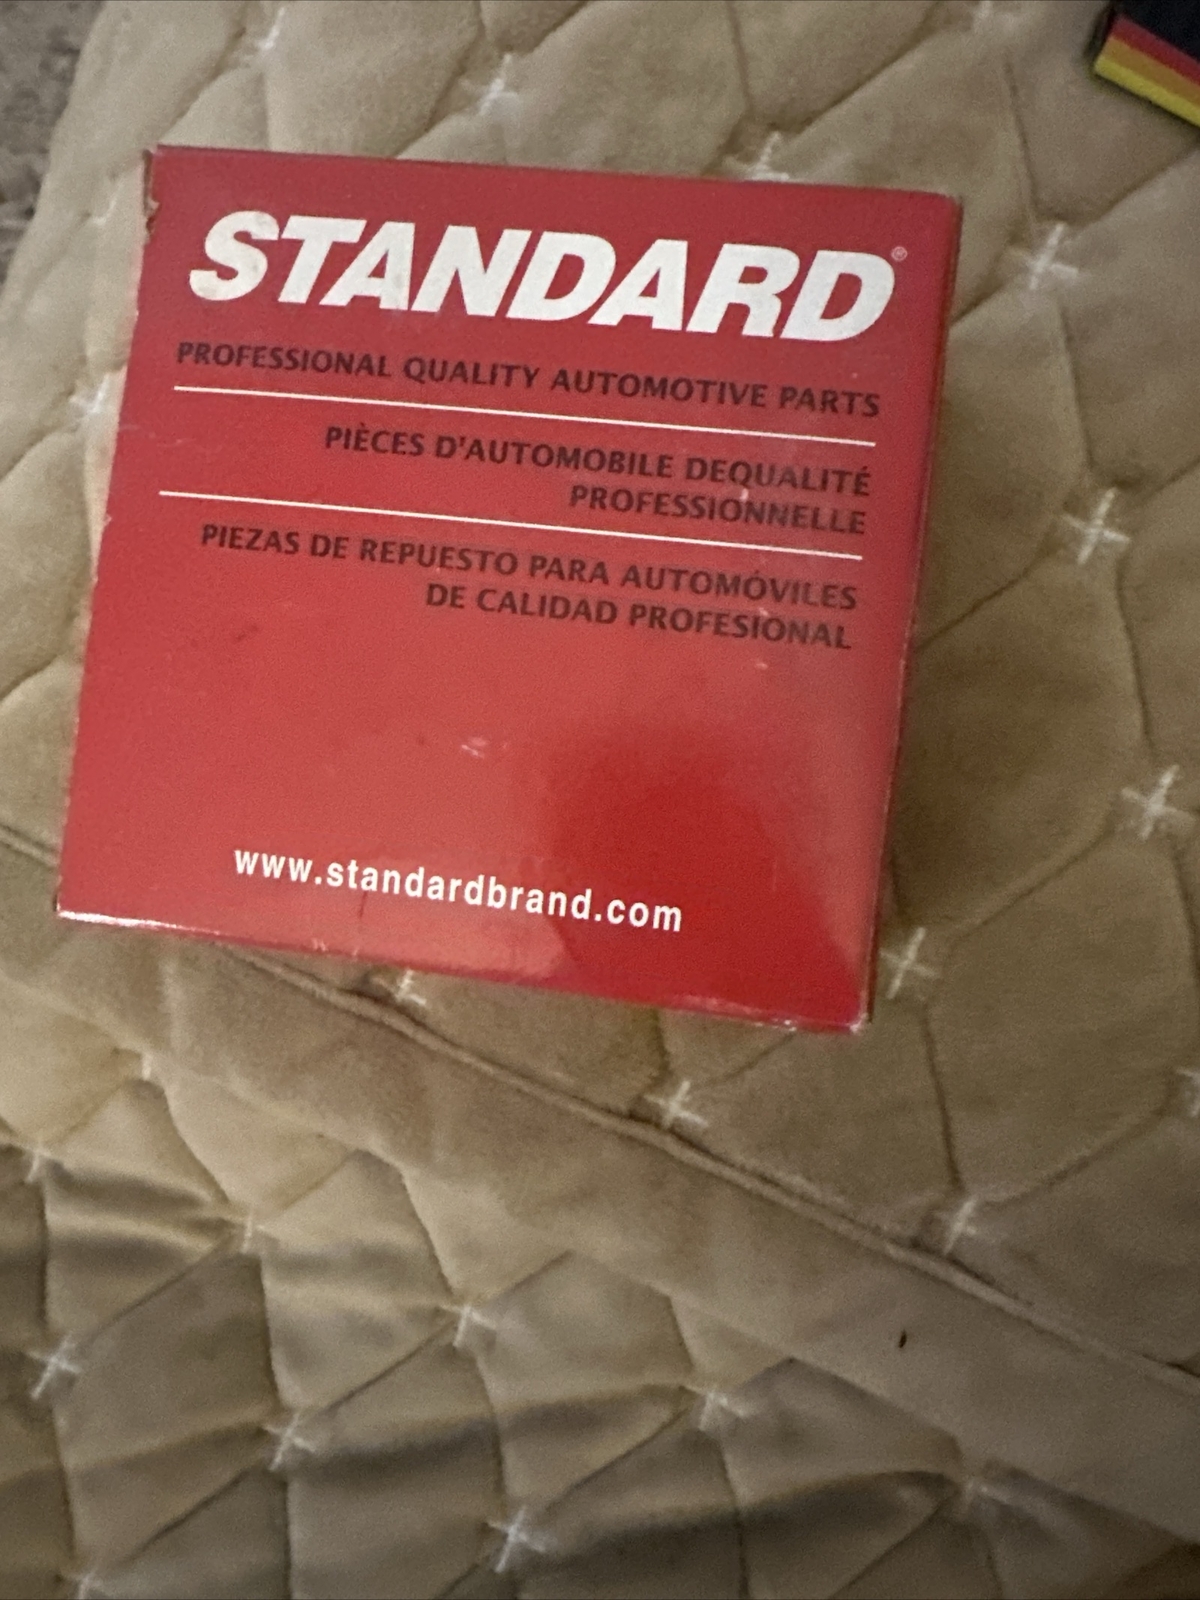 STANDARD®
PROFESSIONAL QUALITY AUTOMOTIVE PARTS
PIÈCES D'AUTOMOBILE DEQUALITÉ
PROFESSIONNELLE
PIEZAS DE REPUESTO PARA AUTOMÓVILES
DE CALIDAD PROFESIONAL
www.standardbrand.com